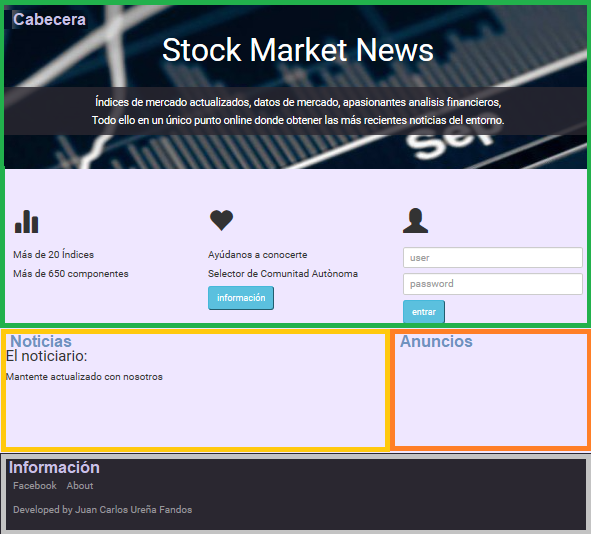 Cabecera
Stock Market News
Índices de mercado actualizados, datos de mercado, apasionantes analisis financieros,
Todo ello en un único punto online donde obtener las más recientes noticias del entorno.
Sep
Más de 20 Índices
Más de 650 componentes
Ayúdanos a conocerte
Selector de Comunitad Autònoma
información
user
password
entrar
Noticias
El noticiario:
Mantente actualizado con nosotros
Anuncios
Información
Facebook About
Developed by Juan Carlos Ureña Fandos